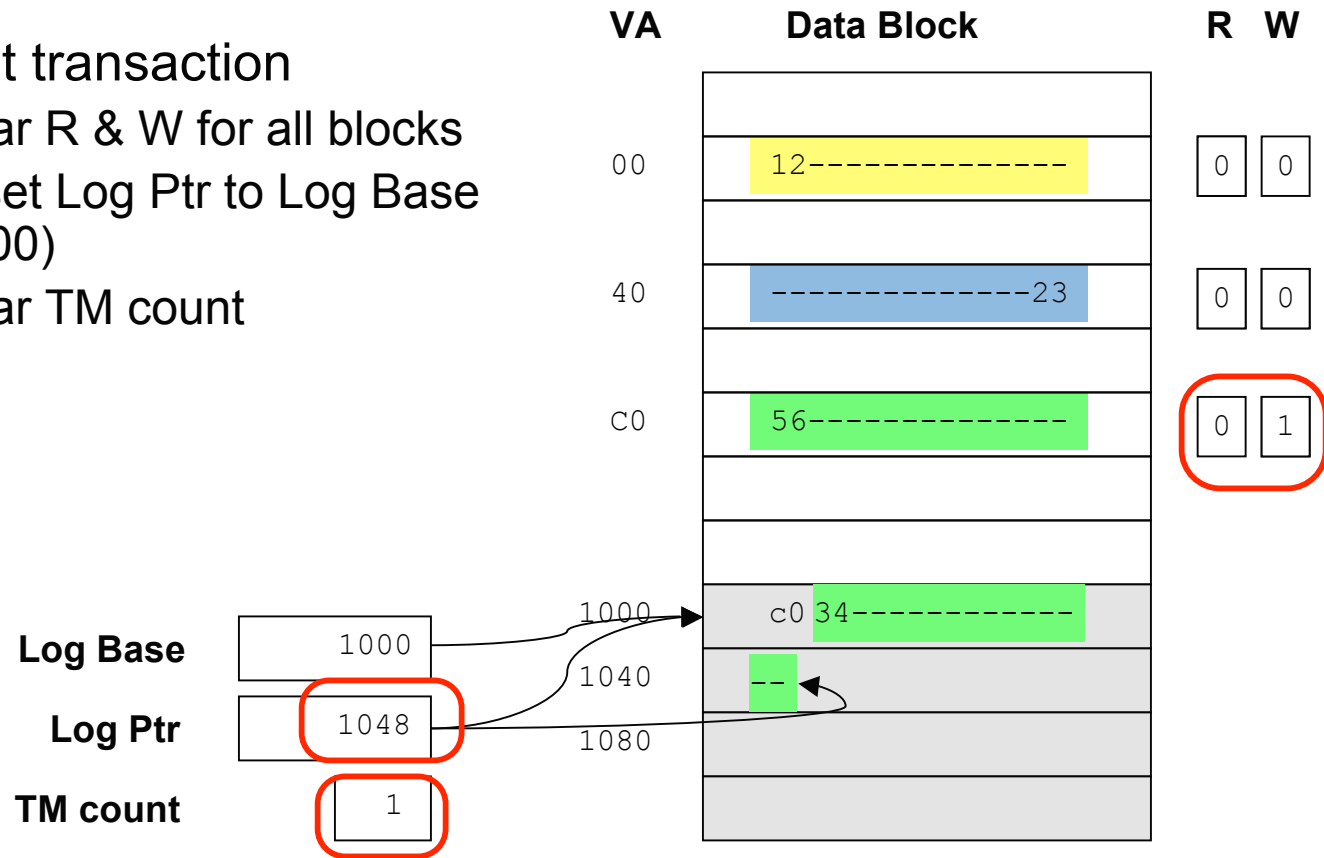 VA Data Block R W
t transaction
ar R & W for all blocks
set Log Ptr to Log Base
00)
ar TM count
00 12-------------- 0 0
40 --------------23 0 0
C0 56-------------- 0 1
1000 c0 34------------
Log Base 1000
1040 --
Log Ptr 1048
1080
TM count 1